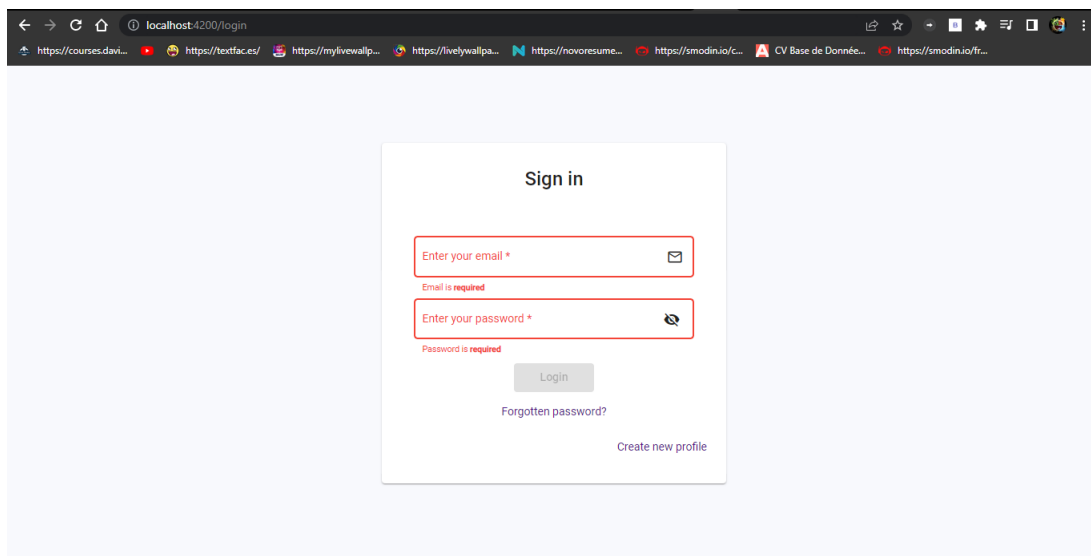 localhost:4200/login
https://courses.davi... https://textfac.es/ https://mylivewallp... https://livelywallpa... https://novoresume... https://smodin.io/c... CV Base de Donnée... https://smodin.io/fr...
Sign in
Enter your email *
Email is required
Enter your password *
Password is required
Login
Forgotten password?
Create new profile